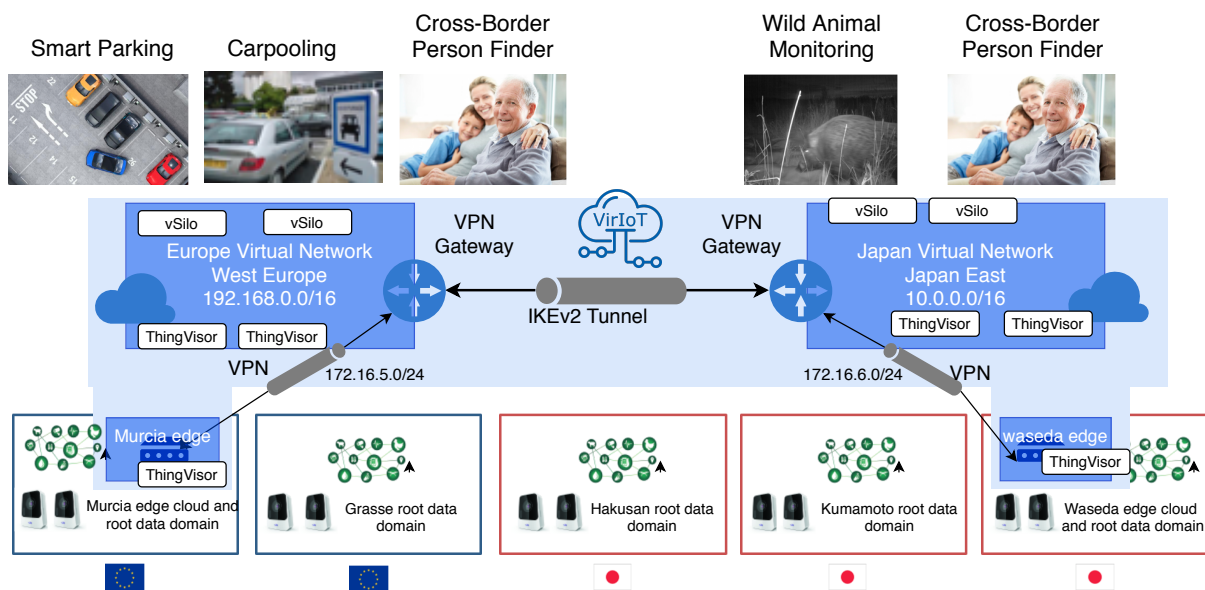 Smart Parking
Carpooling
Cross-Border
Person Finder
Wild Animal
Monitoring
Cross-Border
Person Finder
STOP
vSilo
vSilo
Europe Virtual Network
West Europe
192.168.0.0/16
ThingVisor
ThingVisor
VPN
Gateway
VirIoT
IKEv2 Tunnel
VPN
Gateway
vSilo
vSilo
Japan Virtual Network
Japan East
10.0.0.0/16
ThingVisor
ThingVisor
VPN
172.16.5.0/24
172.16.6.0/24
VPN
Murcia edge
ThingVisor
Murcia edge cloud and
root data domain
Grasse root data
domain
Hakusan root data
domain
Kumamoto root data
domain
waseda edge
ThingVisor
Waseda edge cloud
and root data domain